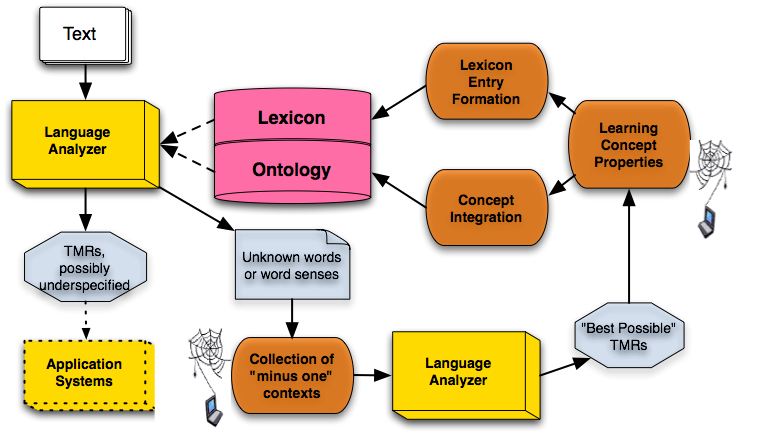 Text
Language
Analyzer
Lexicon
Ontology
Lexicon
Entry
Formation
Learning
Concept
Properties
Concept
Integration
TMRs,
possibly
underspecified
Unknown words
or word senses
Application
Systems
Collection of
"minus one"
contexts
Language
Analyzer
"Best Possible"
TMRs